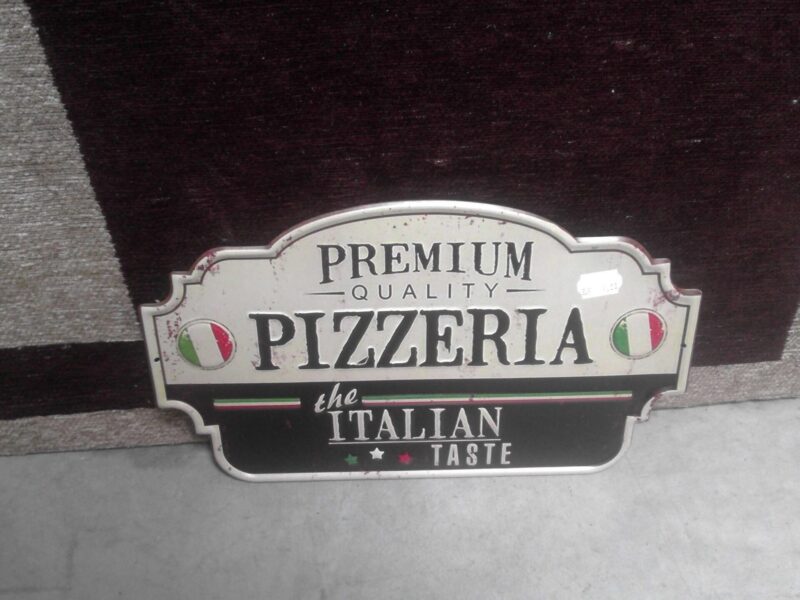 PREMIUM
QUALITY
PIZZERIA
the
ITALIAN
TASTE